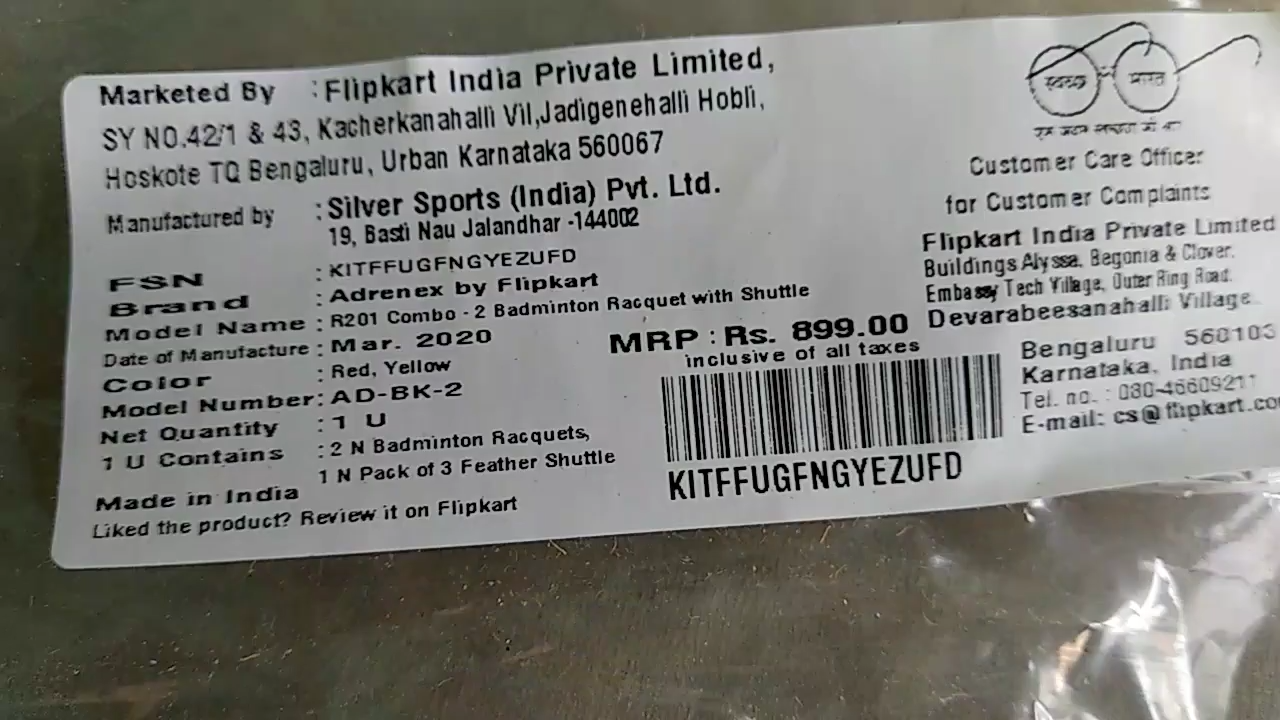 Marketed By : Flipkart India Private Limited,
SY NO.42/1 & 43, Kacherkanahalli Vil,Jadigenehalli Hobli,
Hoskote TQ Bengaluru, Urban Karnataka 560067
Manufactured by : Silver Sports (India) Pvt. Ltd.
19, Basti Nau Jalandhar -144002
FSN : KITFFUGFNGYEZUFD
Brand : Adrenex by Flipkart
Model Name : R201 Combo - 2 Badminton Racquet with Shuttle
Date of Manufacture : Mar. 2020
MRP : Rs. 899.00
inclusive of all taxes
Color : Red, Yellow
Model Number: AD-BK-2
Net Quantity : 1 U
1 U Contains : 2 N Badminton Racquets,
1 N Pack of 3 Feather Shuttle
Made in India
Liked the product? Review it on Flipkart
KITFFUGFNGYEZUFD
स्वच्छ भारत
एक कदम स्वच्छता की ओर
Customer Care Officer
for Customer Complaints
Flipkart India Private Limited
Buildings Alyssa, Begonia & Clover,
Embassy Tech Village, Outer Ring Road,
Devarabeesanahalli Village
Bengaluru 560103
Karnataka, India
Tel. no. :
E-mail: cs@flipkart.co